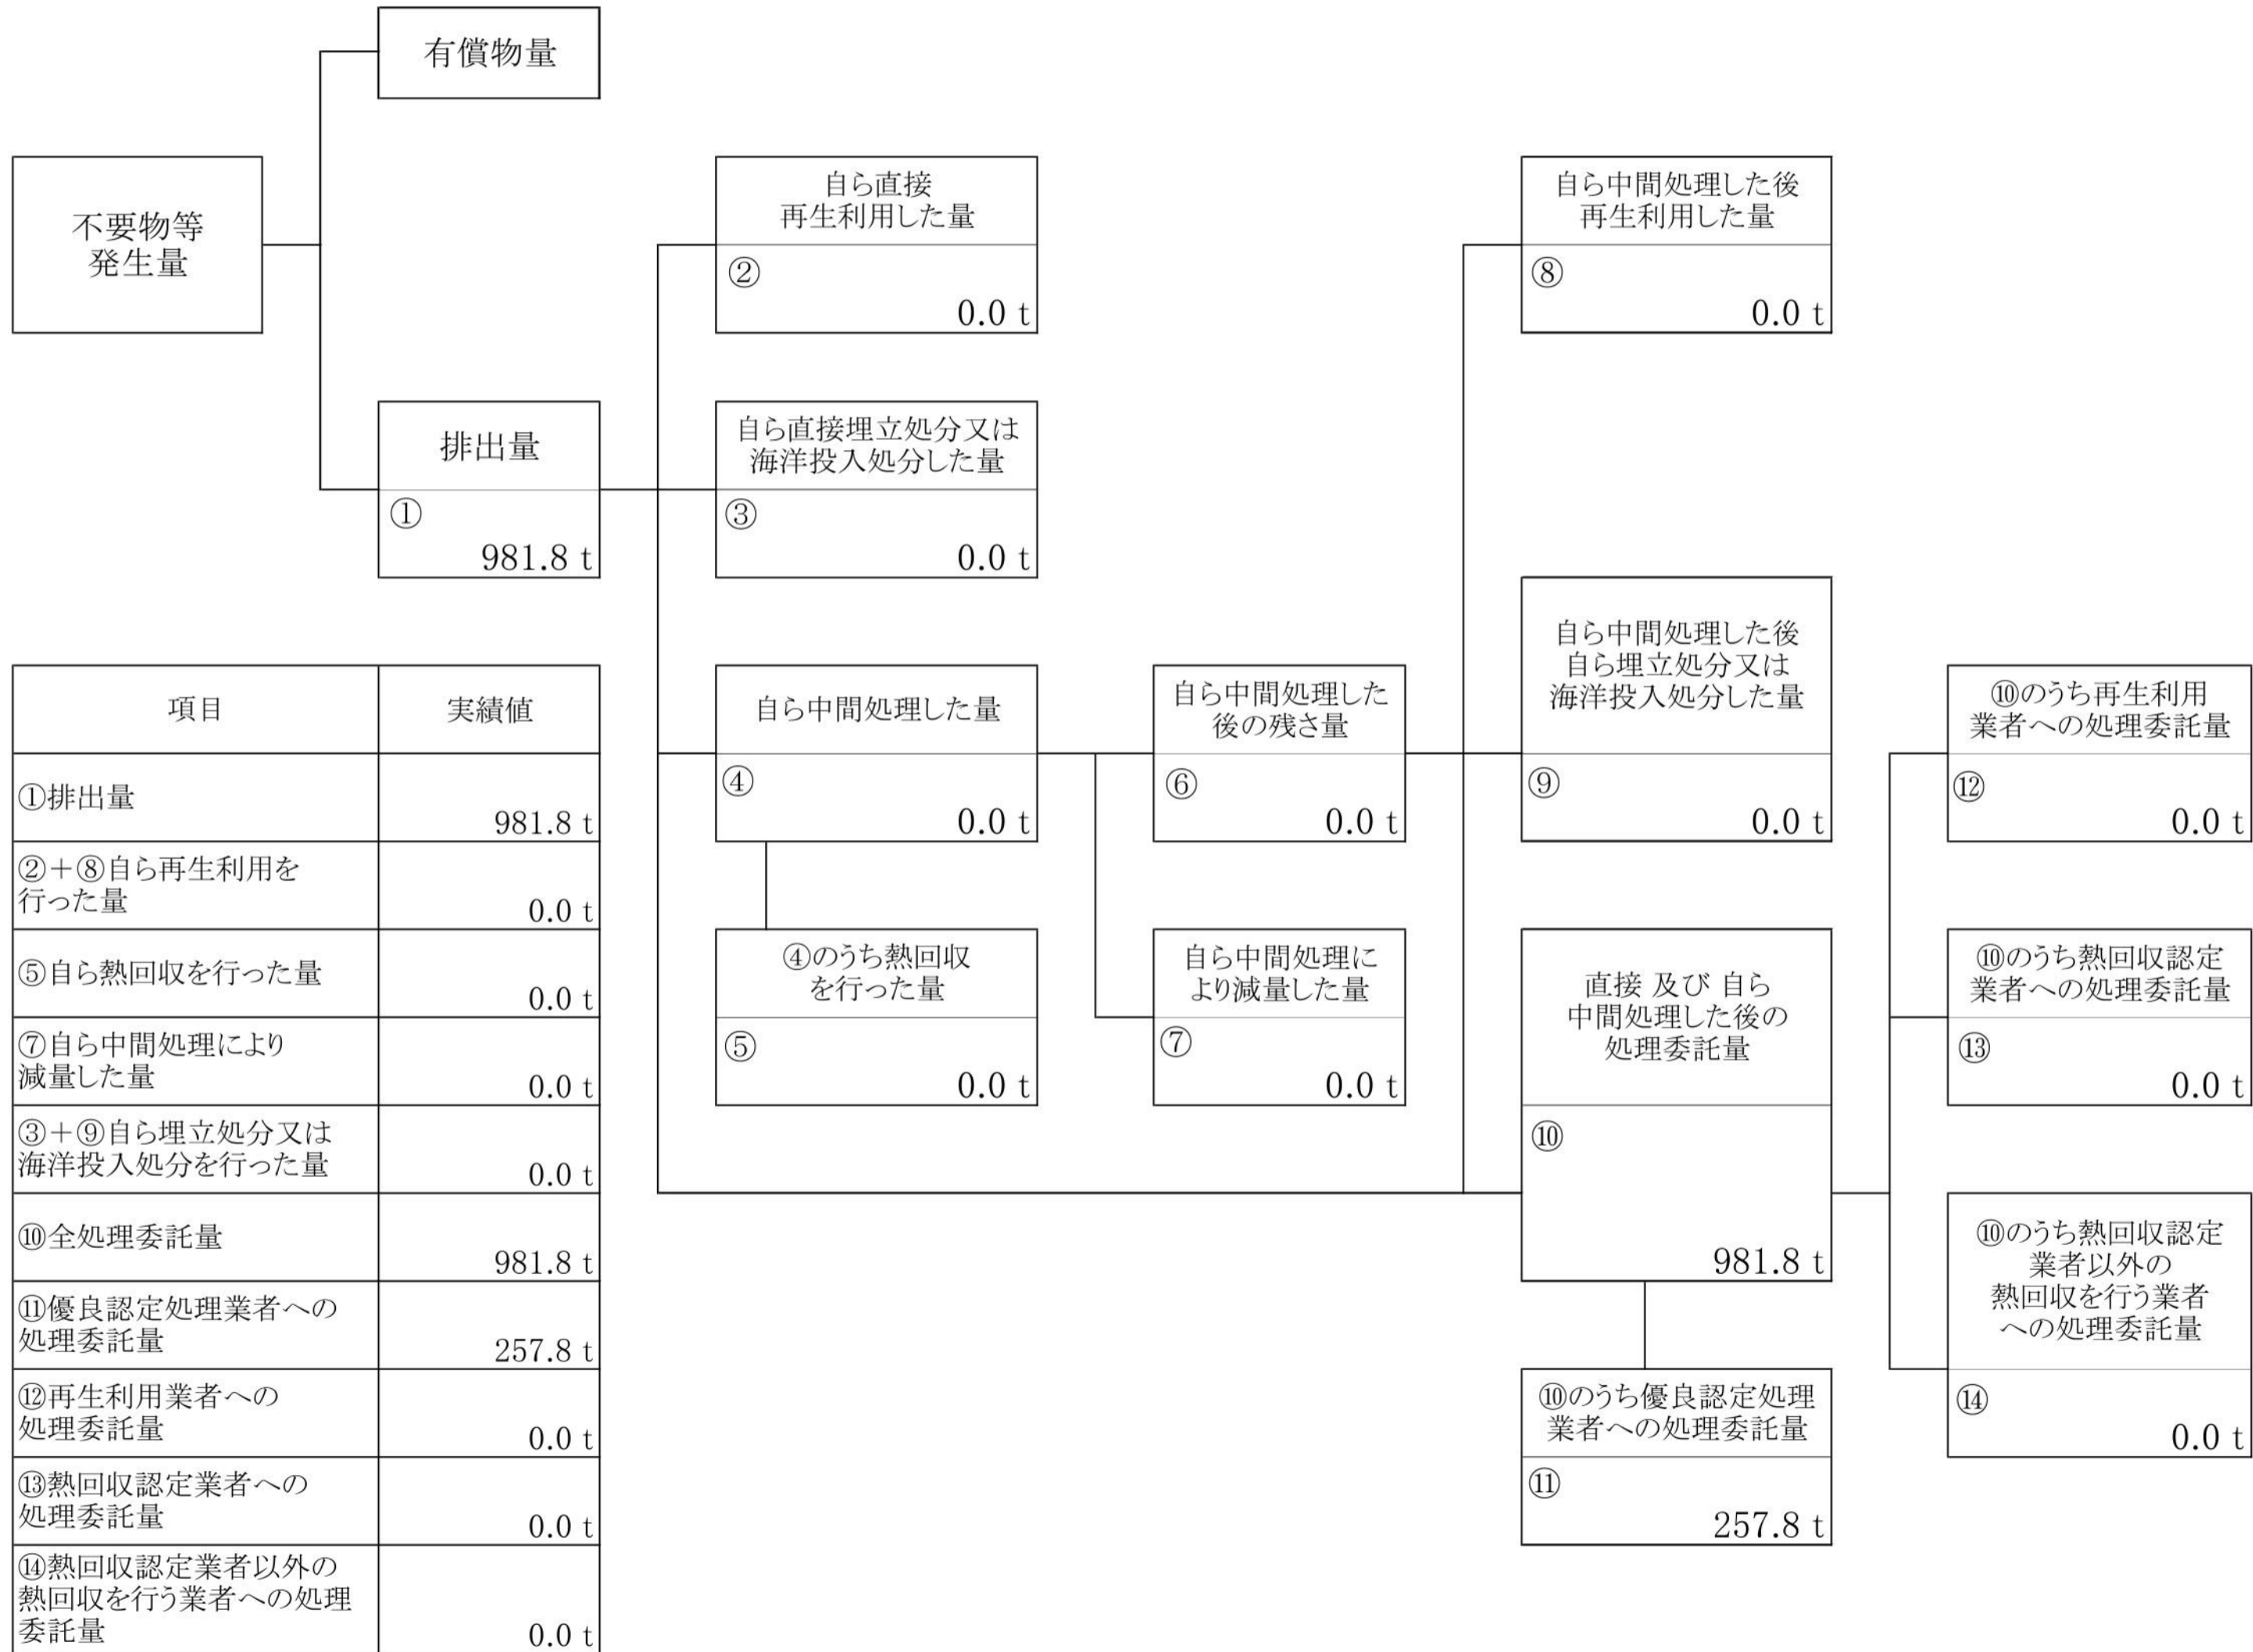 有償物量
不要物等
発生量
排出量
①
981.8 t
自ら直接
再生利用した量
②
0.0 t
自ら直接埋立処分又は
海洋投入処分した量
③
0.0 t
自ら中間処理した量
④
0.0 t
④のうち熱回収
を行った量
⑤
0.0 t
自ら中間処理した
後の残さ量
⑥
0.0 t
自ら中間処理に
より減量した量
⑦
0.0 t
自ら中間処理した後
再生利用した量
⑧
0.0 t
自ら中間処理した後
自ら埋立処分又は
海洋投入処分した量
⑨
0.0 t
直接 及び 自ら
中間処理した後の
処理委託量
⑩
981.8 t
⑩のうち優良認定処理
業者への処理委託量
⑪
257.8 t
⑩のうち再生利用
業者への処理委託量
⑫
0.0 t
⑩のうち熱回収認定
業者への処理委託量
⑬
0.0 t
⑩のうち熱回収認定
業者以外の
熱回収を行う業者
への処理委託量
⑭
0.0 t
項目 実績値
①排出量
981.8 t
②＋⑧自ら再生利用を
行った量
0.0 t
⑤自ら熱回収を行った量
0.0 t
⑦自ら中間処理により
減量した量
0.0 t
③＋⑨自ら埋立処分又は
海洋投入処分を行った量
0.0 t
⑩全処理委託量
981.8 t
⑪優良認定処理業者への
処理委託量
257.8 t
⑫再生利用業者への
処理委託量
0.0 t
⑬熱回収認定業者への
処理委託量
0.0 t
⑭熱回収認定業者以外の
熱回収を行う業者への処理
委託量
0.0 t